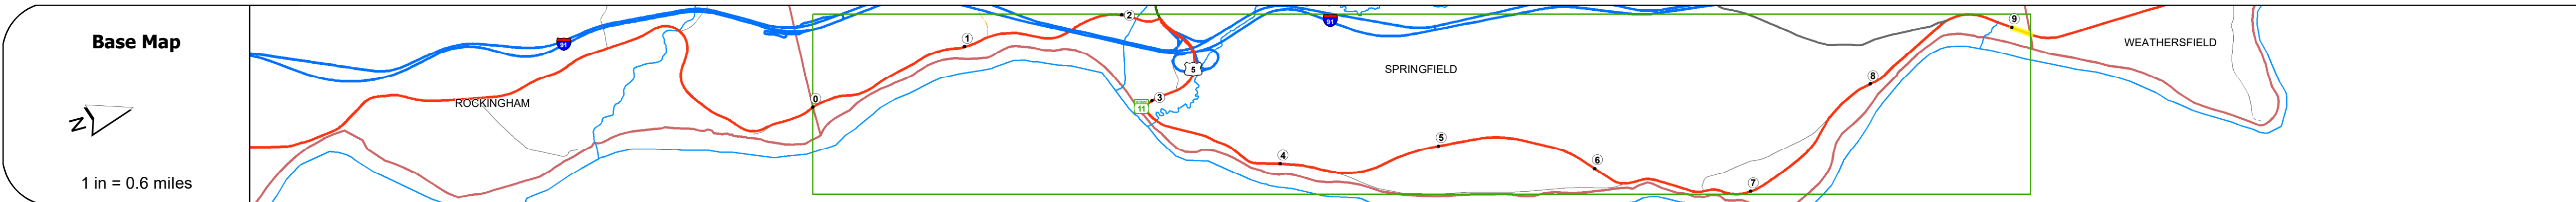 Base Map
N
1 in = 0.6 miles
91
ROCKINGHAM
0
1
2
5
11
3
91
SPRINGFIELD
4
5
6
7
8
9
WEATHERSFIELD